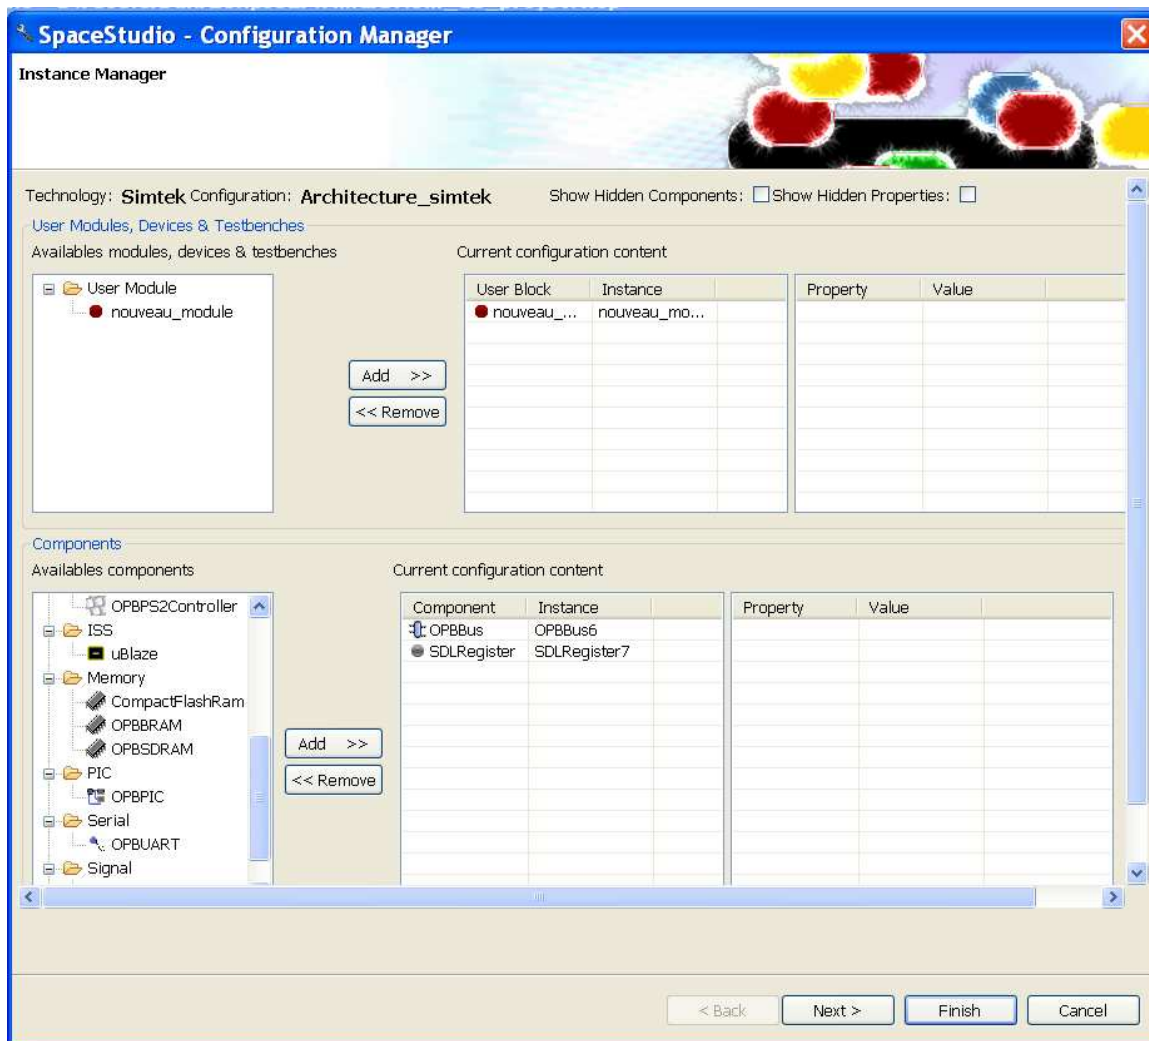 SpaceStudio - Configuration Manager
Instance Manager
Technology: Simtek Configuration: Architecture_simtek Show Hidden Components: Show Hidden Properties:
User Modules, Devices & Testbenches
Availables modules, devices & testbenches Current configuration content
User Module
nouveau_module
User Block Instance Property Value
nouveau_... nouveau_mo...
Add >>
<< Remove
Components
Availables components Current configuration content
OPBPS2Controller
ISS
uBlaze
Memory
CompactFlashRam
OPBBRAM
OPBSDRAM
PIC
OPBPIC
Serial
OPBUART
Signal
Add >>
<< Remove
Component Instance Property Value
OPBBus OPBBus6
SDLRegister SDLRegister7
< Back Next > Finish Cancel